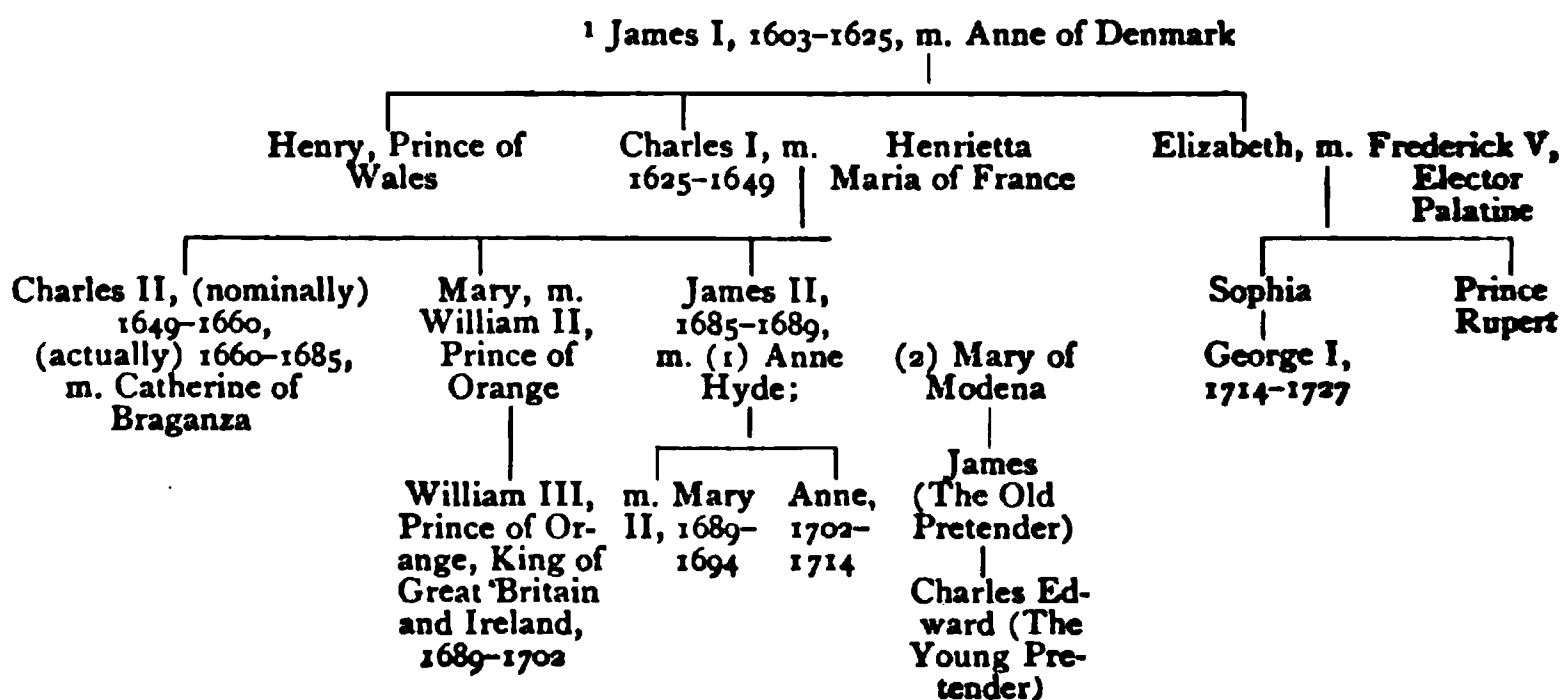 ¹ James I, 1603–1625, m. Anne of Denmark
Henry, Prince of
Wales
Charles I, m.
1625–1649
Henrietta
Maria of France
Elizabeth, m. Frederick V,
Elector
Palatine
Charles II, (nominally)
1649–1660,
(actually) 1660–1685,
m. Catherine of
Braganza
Mary, m.
William II,
Prince of
Orange
James II,
1685–1689,
m. (1) Anne
Hyde;
(2) Mary of
Modena
Sophia
George I,
1714–1727
Prince
Rupert
William III,
Prince of Or-
ange, King of
Great Britain
and Ireland,
1689–1702
m. Mary
II, 1689–
1694
Anne,
1702–
1714
James
(The Old
Pretender)
Charles Ed-
ward (The
Young Pre-
tender)